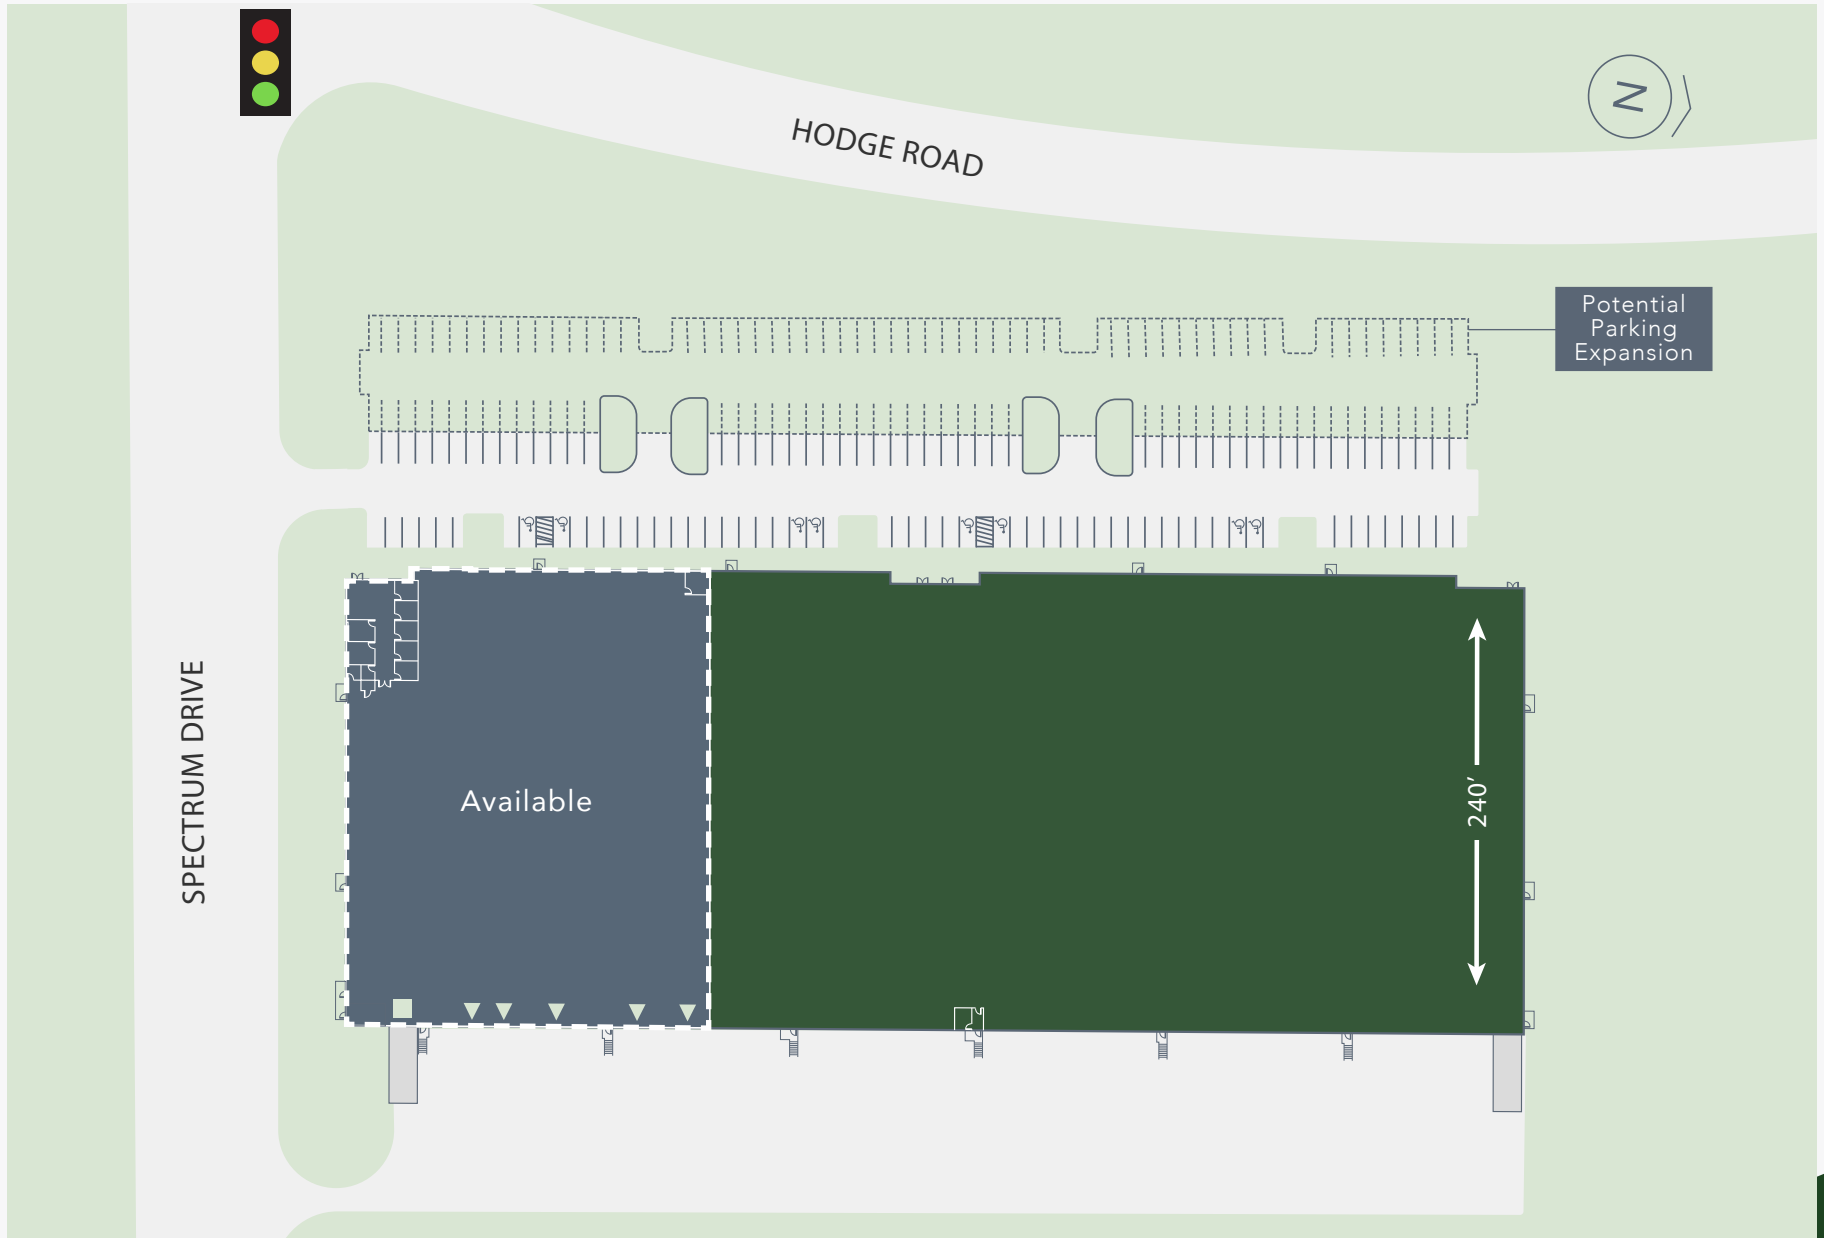 HODGE ROAD
N
Potential
Parking
Expansion
SPECTRUM DRIVE
Available
240′